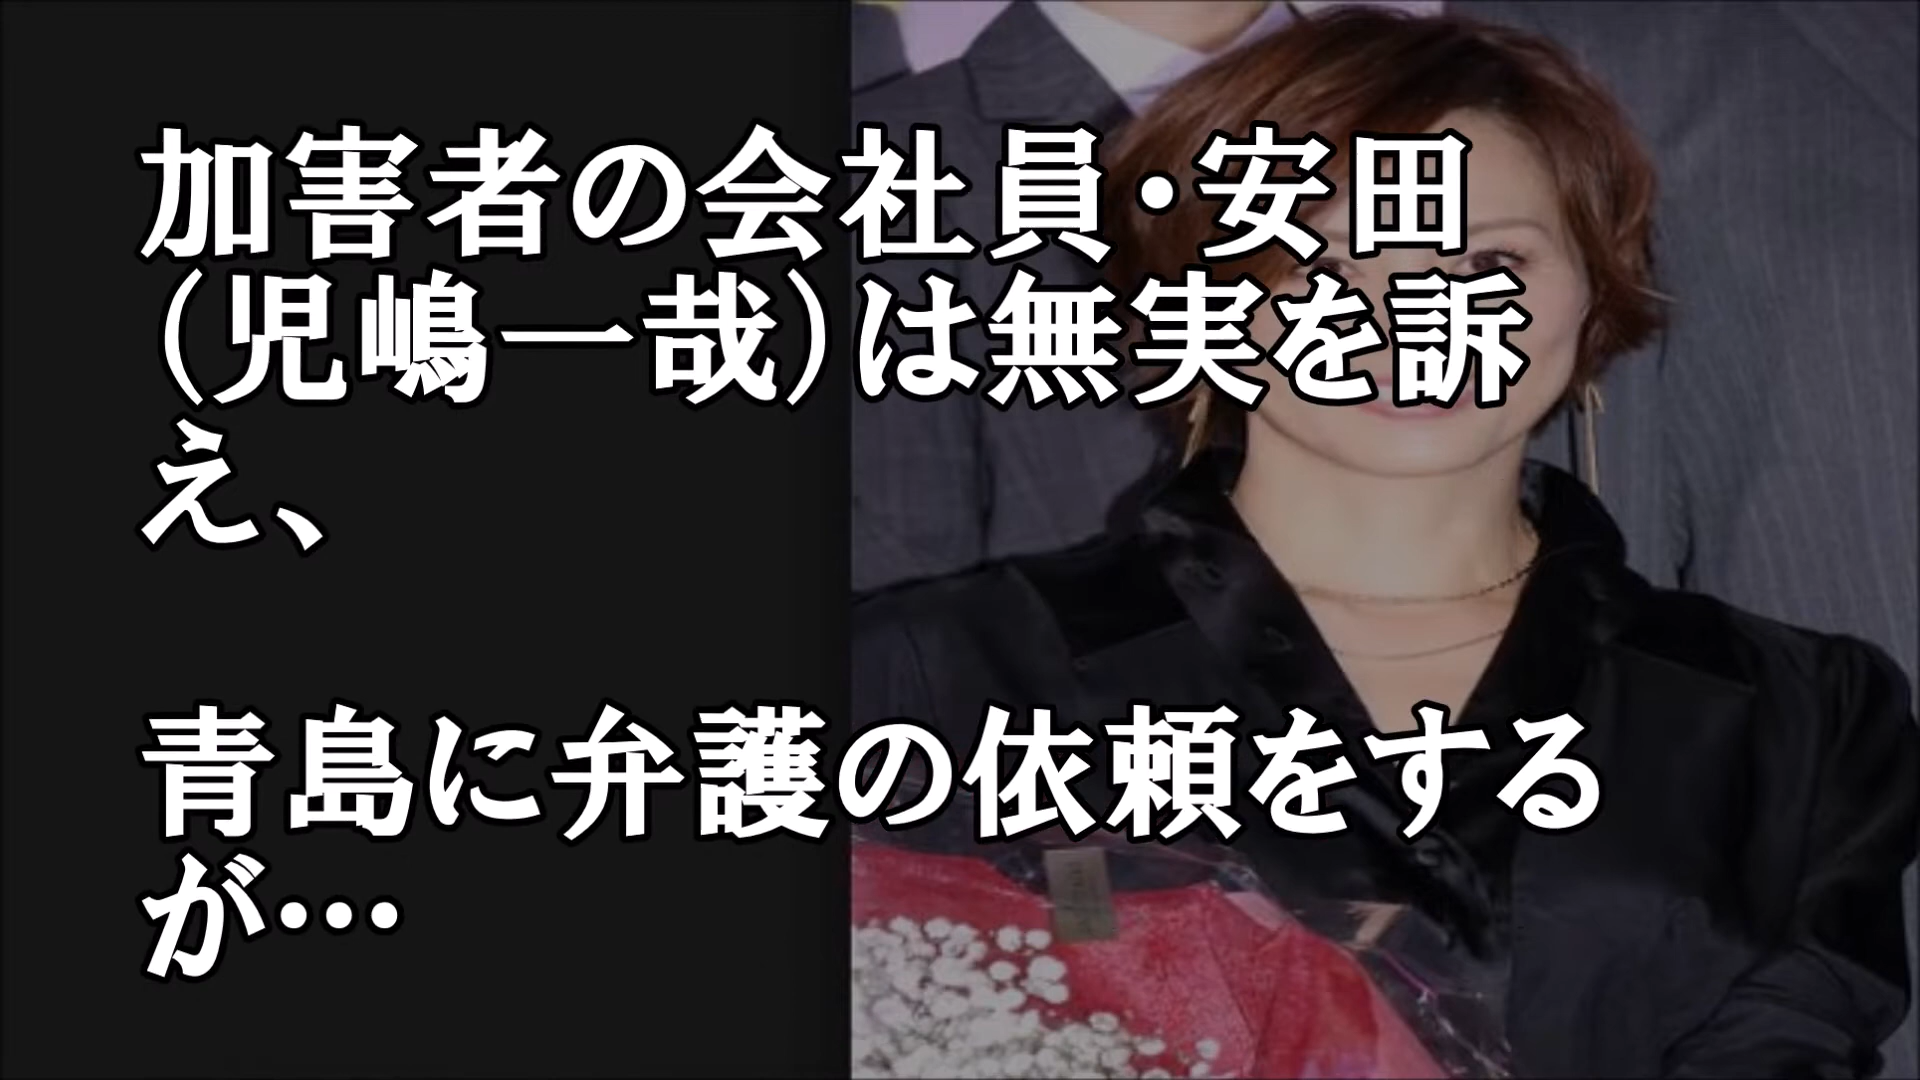 加害者の会社員・安田
（児嶋一哉）は無実を訴
え、
青島に弁護の依頼をする
が…